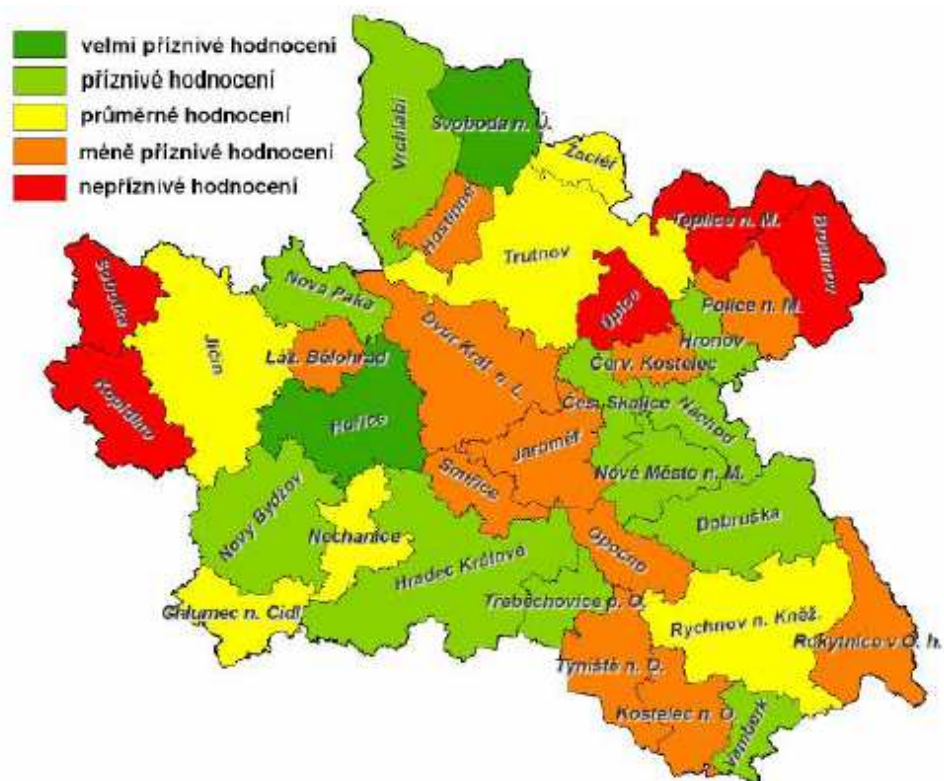 velmi příznivé hodnocení
příznivé hodnocení
průměrné hodnocení
méně příznivé hodnocení
nepříznivé hodnocení
Vrchlabí
Svoboda n. Ú.
Žacléř
Hostinné
Trutnov
Teplice n. M.
Broumov
Sobotka
Jičín
Nová Paka
Úpice
Police n. M.
Hronov
Láz. Bělohrad
Dvůr Král. n. L.
Červ. Kostelec
Kopidlno
Hořice
Čes. Skalice
Náchod
Jaroměř
Smiřice
Nové Město n. M.
Nový Bydžov
Nechanice
Dobruška
Opočno
Hradec Králové
Chlumec n. Cidl.
Třebechovice p. O.
Rychnov n. Kněž.
Rokytnice v O. h.
Týniště n. O.
Kostelec n. O.
Vamberk